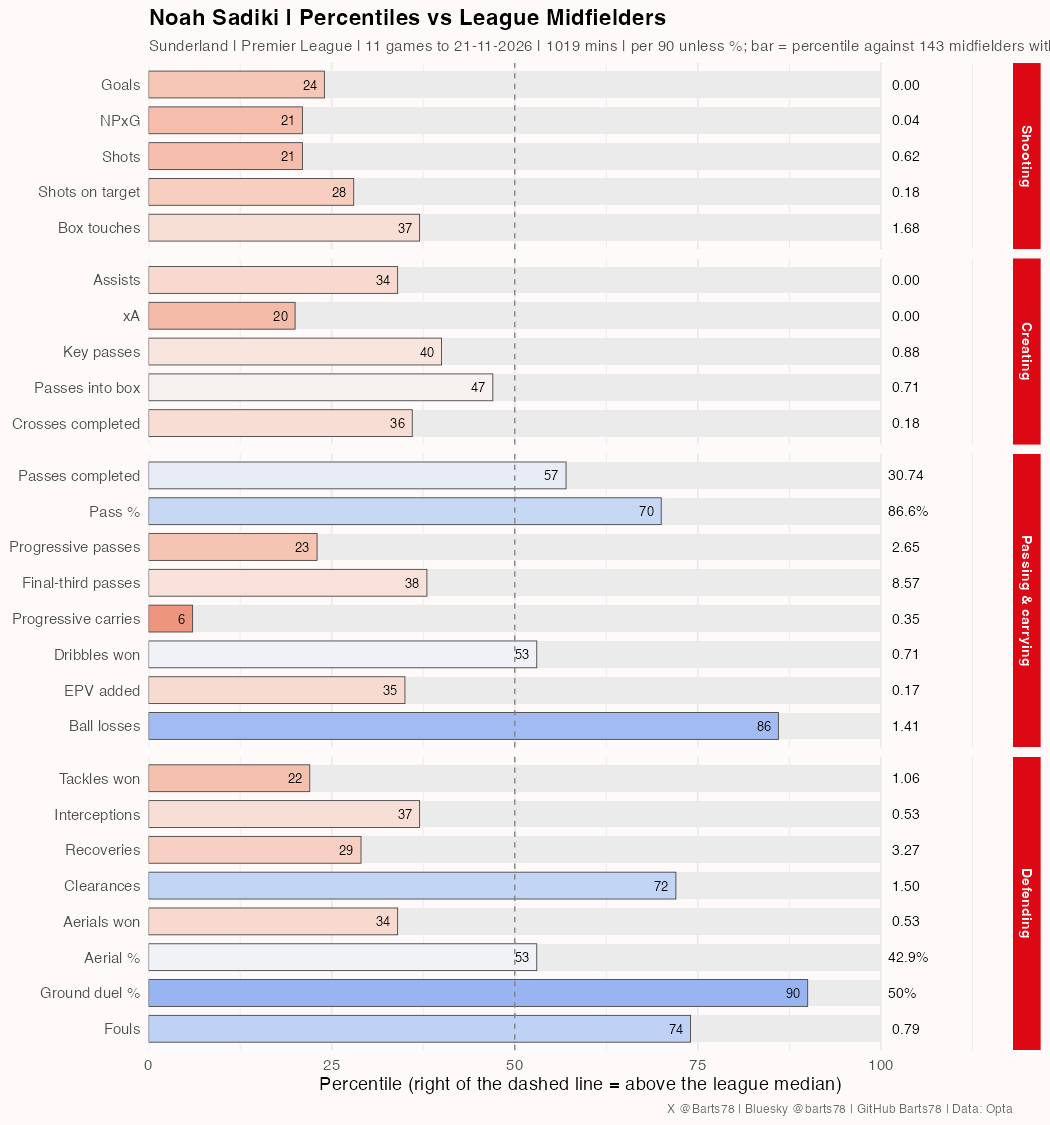 Noah Sadiki | Percentiles vs League Midfielders
Sunderland | Premier League | 11 games to 21-11-2026 | 1019 mins | per 90 unless %; bar = percentile against 143 midfielders
Goals 24 0.00
NPxG 21 0.04
Shots 21 0.62
Shots on target 28 0.18
Box touches 37 1.68
Shooting
Assists 34 0.00
xA 20 0.00
Key passes 40 0.88
Passes into box 47 0.71
Crosses completed 36 0.18
Creating
Passes completed 57 30.74
Pass % 70 86.6%
Progressive passes 23 2.65
Final-third passes 38 8.57
Progressive carries 6 0.35
Dribbles won 53 0.71
EPV added 35 0.17
Ball losses 86 1.41
Passing & carrying
Tackles won 22 1.06
Interceptions 37 0.53
Recoveries 29 3.27
Clearances 72 1.50
Aerials won 34 0.53
Aerial % 53 42.9%
Ground duel % 90 50%
Fouls 74 0.79
Defending
0 25 50 75 100
Percentile (right of the dashed line = above the league median)
X @Barts78 | Bluesky @barts78 | GitHub Barts78 | Data: Opta